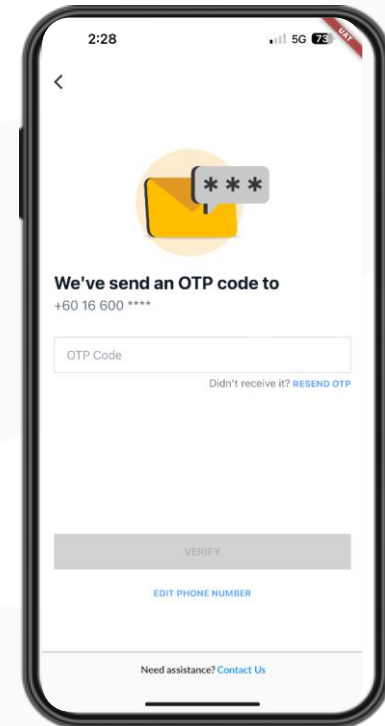 2:28
5G 73
UAT
* * *
We've send an OTP code to
+60 16 600 ****
OTP Code
Didn't receive it? RESEND OTP
VERIFY
EDIT PHONE NUMBER
Need assistance? Contact Us